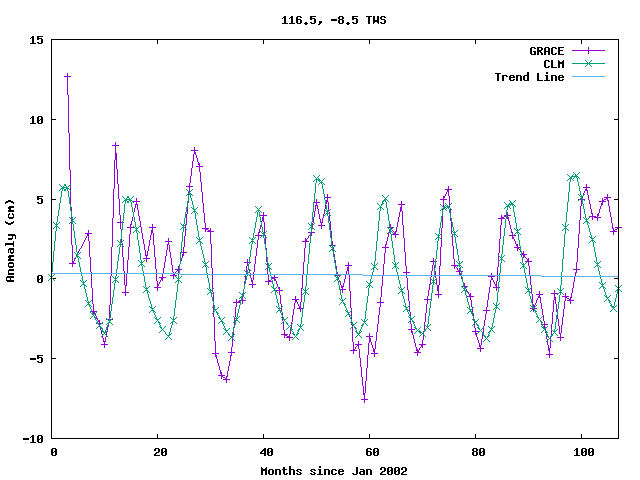 116.5, -8.5 TWS
GRACE
CLM
Trend Line
Anomaly (cm)
15
10
5
0
-5
-10
0 20 40 60 80 100
Months since Jan 2002